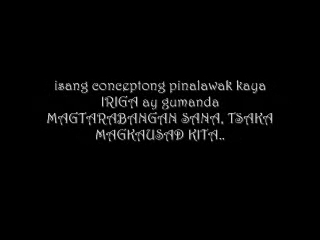 isang conceptong pinalawak kaya
IRIGA ay gumanda
MAGTARABANGAN SANA, TSAKA
MAGKAUSAD KITA..